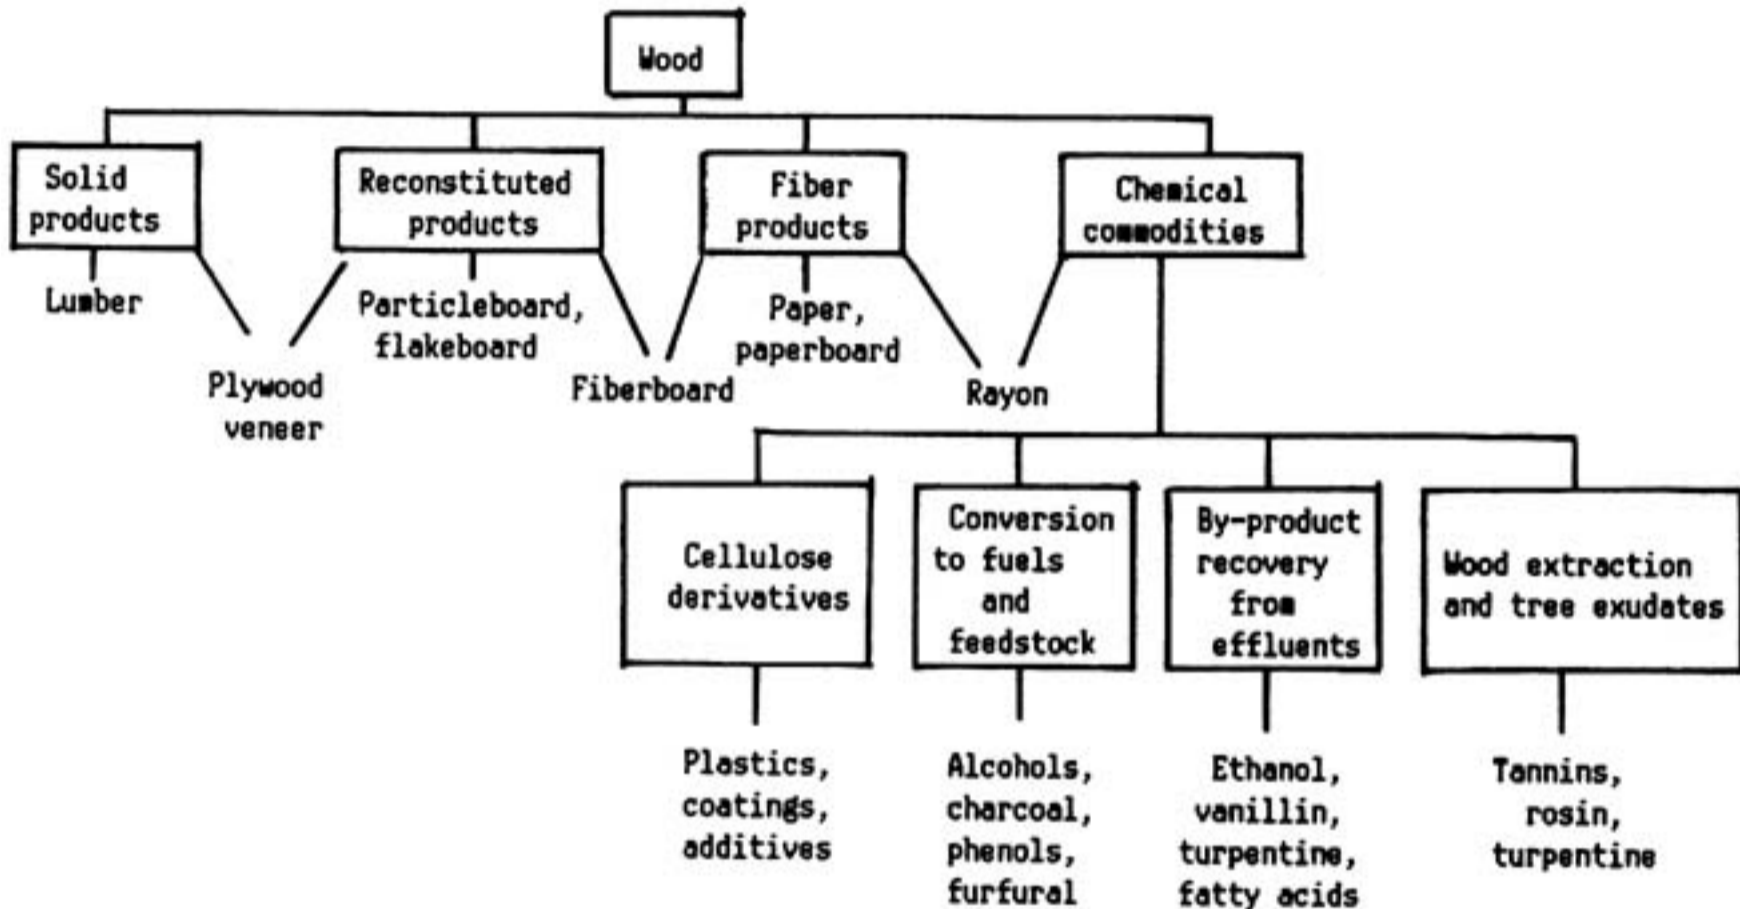 Wood
Solid
products
Reconstituted
products
Fiber
products
Chemical
commodities
Lumber
Plywood
veneer
Particleboard,
flakeboard
Fiberboard
Paper,
paperboard
Rayon
Cellulose
derivatives
Conversion
to fuels
and
feedstock
By-product
recovery
from
effluents
Wood extraction
and tree exudates
Plastics,
coatings,
additives
Alcohols,
charcoal,
phenols,
furfural
Ethanol,
vanillin,
turpentine,
fatty acids
Tannins,
rosin,
turpentine